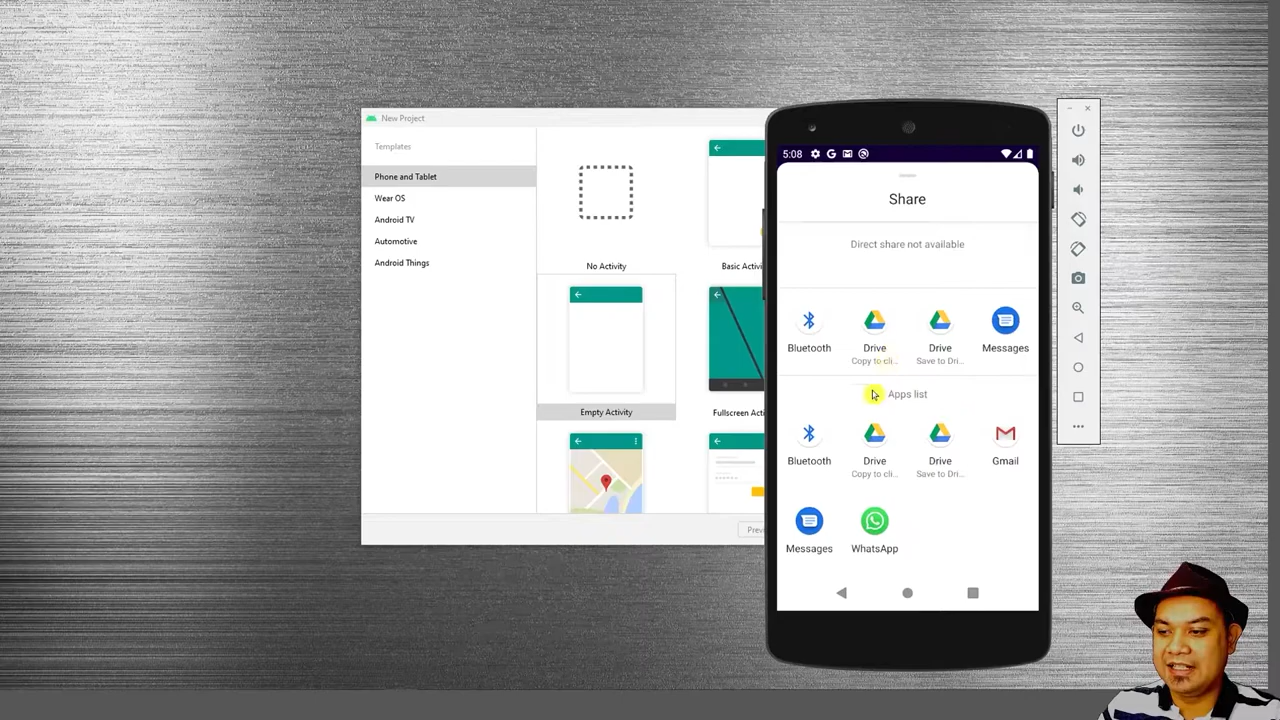 New Project
Templates
Phone and Tablet
Wear OS
Android TV
Automotive
Android Things
No Activity
Basic Activi
Empty Activity
Fullscreen Acti
Previ
5:08
Share
Direct share not available
Bluetooth
Drive
Copy to cli...
Drive
Save to Dri...
Messages
Apps list
Bluetooth
Drive
Copy to cli...
Drive
Save to Dri...
Gmail
Messages
WhatsApp